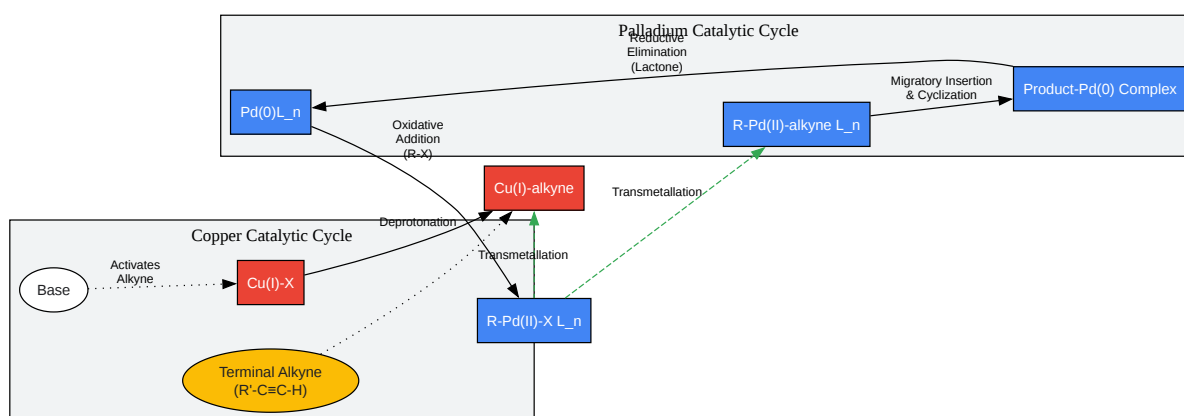 Palladium Catalytic Cycle
Reductive
Elimination
(Lactone)
Migratory Insertion
& Cyclization
Product-Pd(0) Complex
Pd(0)L_n
Oxidative
Addition
(R-X)
R-Pd(II)-alkyne L_n
Cu(I)-alkyne
Transmetallation
Deprotonation
Copper Catalytic Cycle
Transmetallation
Activates
Alkyne
Base
Cu(I)-X
R-Pd(II)-X L_n
Terminal Alkyne
(R'-C≡C-H)